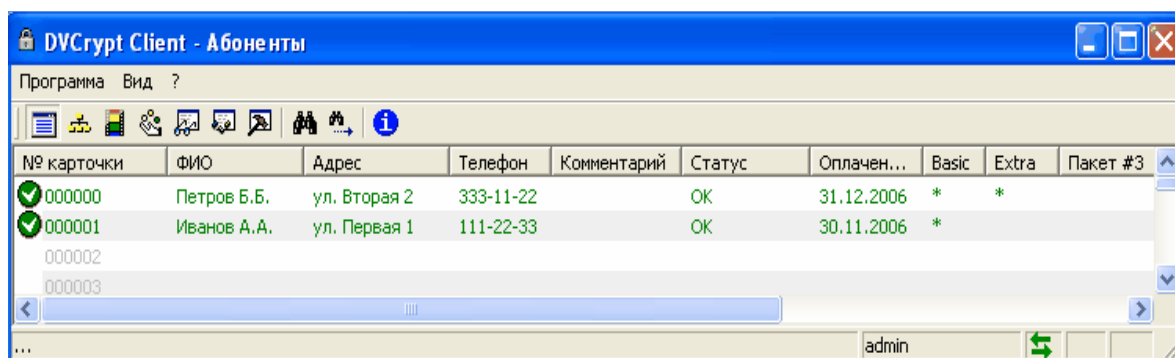 DVCrypt Client - Абоненты
Программа Вид ?
№ карточки ФИО Адрес Телефон Комментарий Статус Оплачен... Basic Extra Пакет #3
000000 Петров Б.Б. ул. Вторая 2 333-11-22 ОК 31.12.2006 * *
000001 Иванов А.А. ул. Первая 1 111-22-33 ОК 30.11.2006 *
000002
000003
... admin